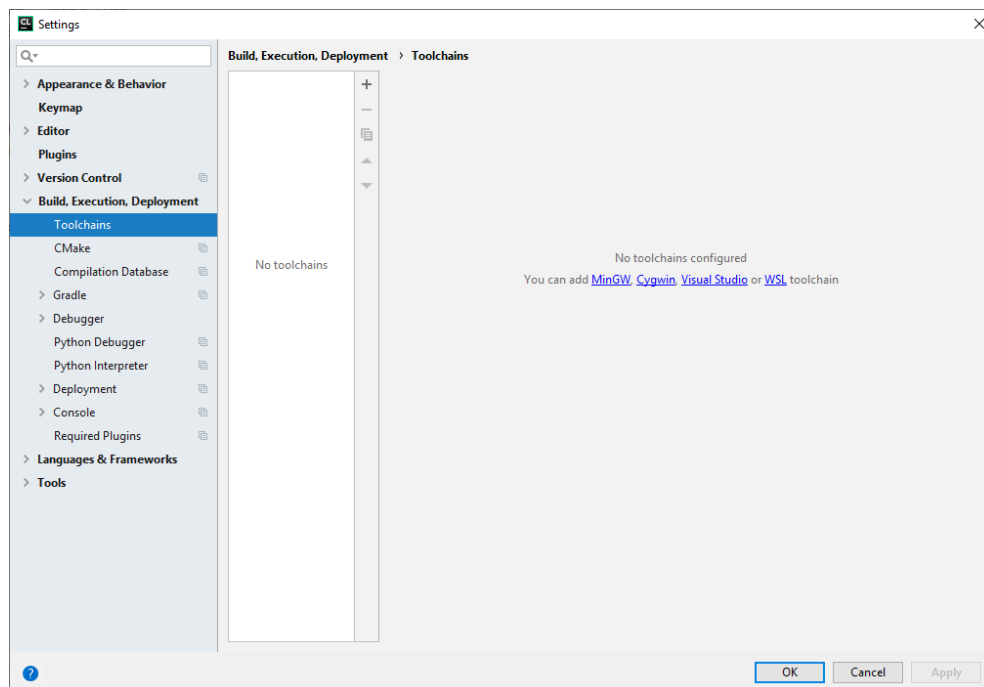 CL Settings
Build, Execution, Deployment › Toolchains
Appearance & Behavior
Keymap
Editor
Plugins
Version Control
Build, Execution, Deployment
Toolchains
CMake
Compilation Database
Gradle
Debugger
Python Debugger
Python Interpreter
Deployment
Console
Required Plugins
Languages & Frameworks
Tools
No toolchains
No toolchains configured
You can add MinGW, Cygwin, Visual Studio or WSL toolchain
?
OK Cancel Apply